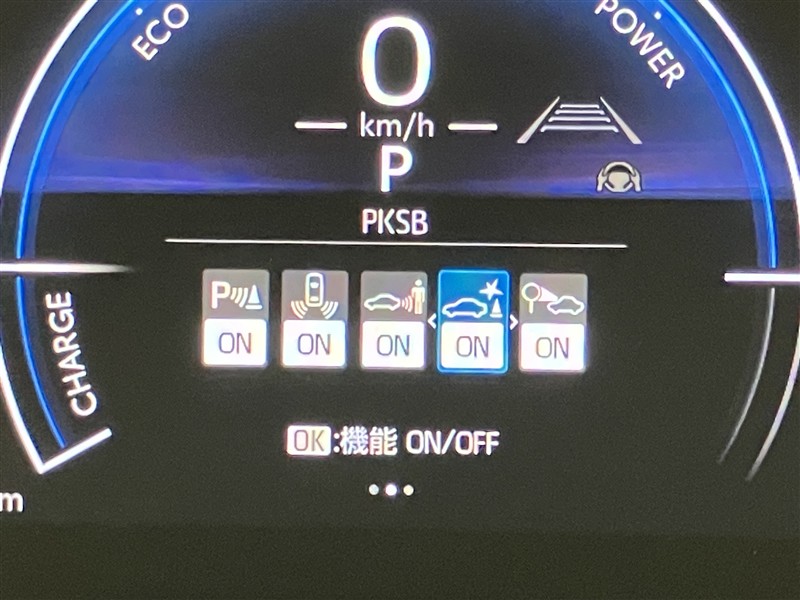 ECO
POWER
0
km/h
P
PKSB
P
ON ON ON ON ON
CHARGE
OK:機能 ON/OFF
m